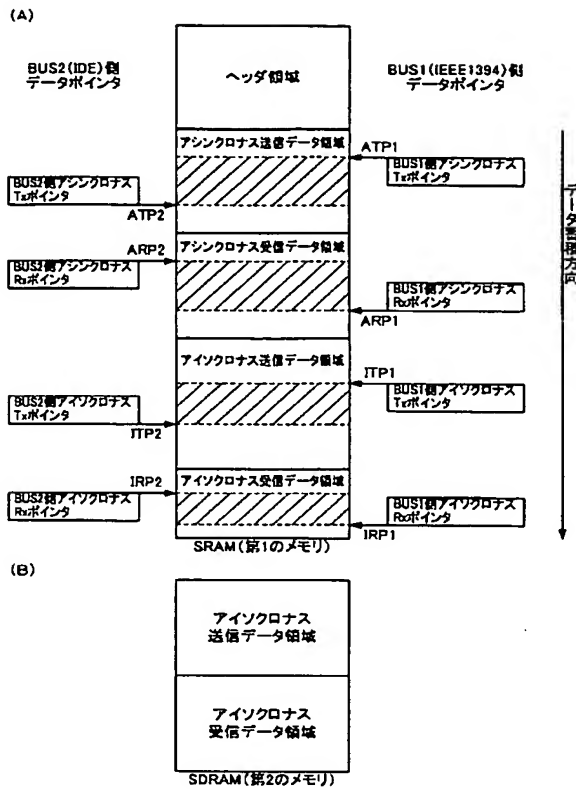 (A)
BUS2(IDE)側
データポインタ
ヘッダ領域
BUS1(IEEE1394)側
データポインタ
アシンクロナス送信データ領域
ATP1
BUS1側アシンクロナス
Txポインタ
BUS2側アシンクロナス
Txポインタ
ATP2
データ蓄積方向
ARP2
アシンクロナス受信データ領域
BUS2側アシンクロナス
Rxポインタ
BUS1側アシンクロナス
Rxポインタ
ARP1
アイソクロナス送信データ領域
ITP1
BUS1側アイソクロナス
Txポインタ
BUS2側アイソクロナス
Txポインタ
ITP2
IRP2
アイソクロナス受信データ領域
BUS2側アイソクロナス
Rxポインタ
BUS1側アイソクロナス
Rxポインタ
IRP1
SRAM(第1のメモリ)
(B)
アイソクロナス
送信データ領域
アイソクロナス
受信データ領域
SDRAM(第2のメモリ)